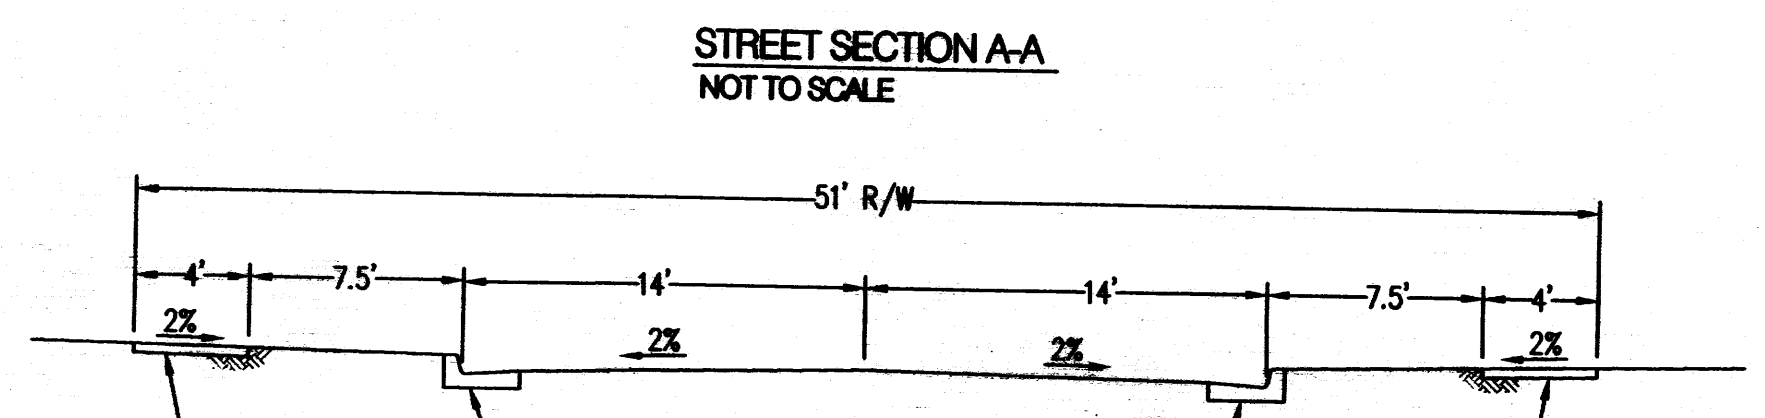 STREET SECTION A-A
NOT TO SCALE
51' R/W
4' 7.5' 14' 14' 7.5' 4'
2% 2% 2% 2%